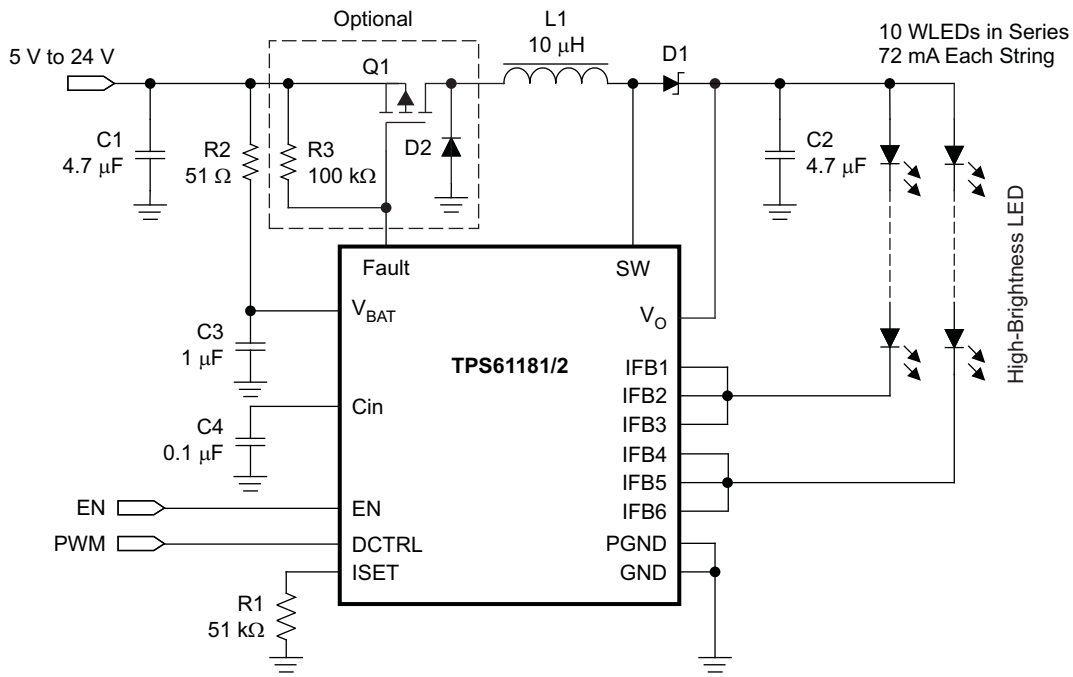 Optional
L1
10 μH
10 WLEDs in Series
72 mA Each String
5 V to 24 V
Q1
D1
C1
4.7 μF
R2
51 Ω
R3
100 kΩ
D2
C2
4.7 μF
High-Brightness LED
Fault
SW
VBAT
VO
C3
1 μF
TPS61181/2
IFB1
IFB2
IFB3
Cin
C4
0.1 μF
IFB4
IFB5
IFB6
EN
EN
PWM
DCTRL
PGND
ISET
GND
R1
51 kΩ